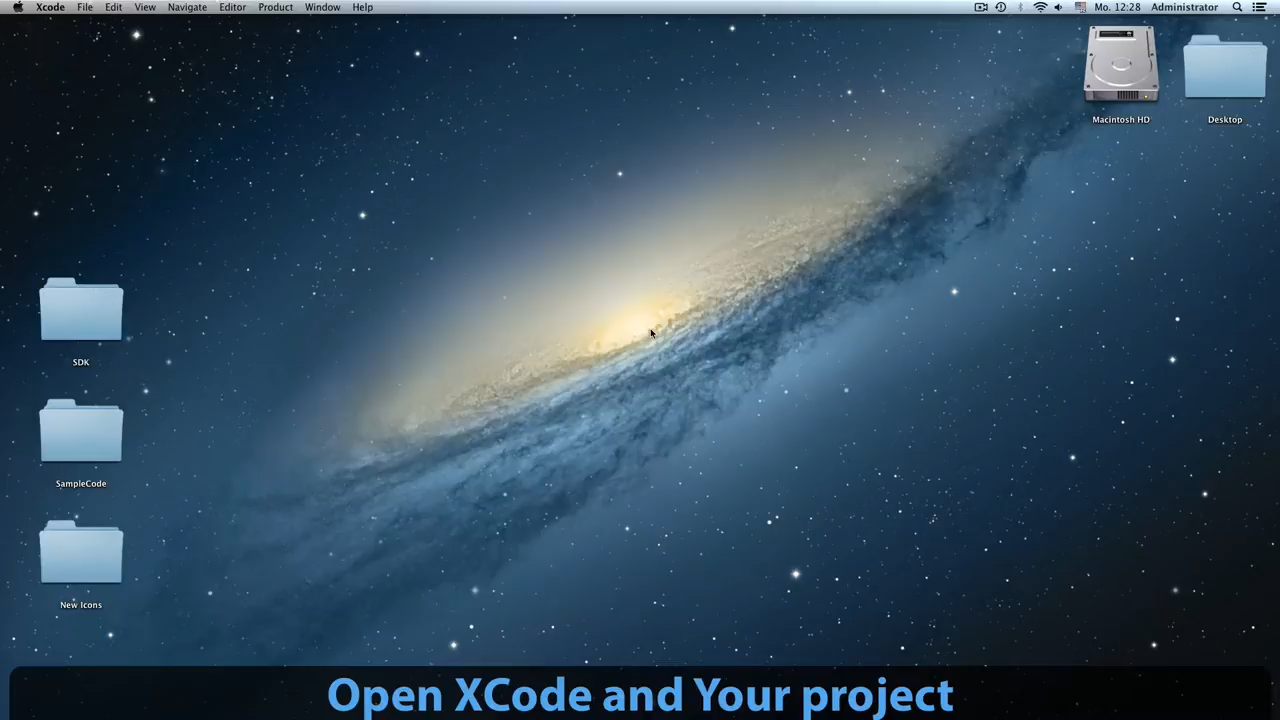 Xcode File Edit View Navigate Editor Product Window Help Mo. 12:28 Administrator
Macintosh HD Desktop
SDK
SampleCode
New Icons
Open XCode and Your project